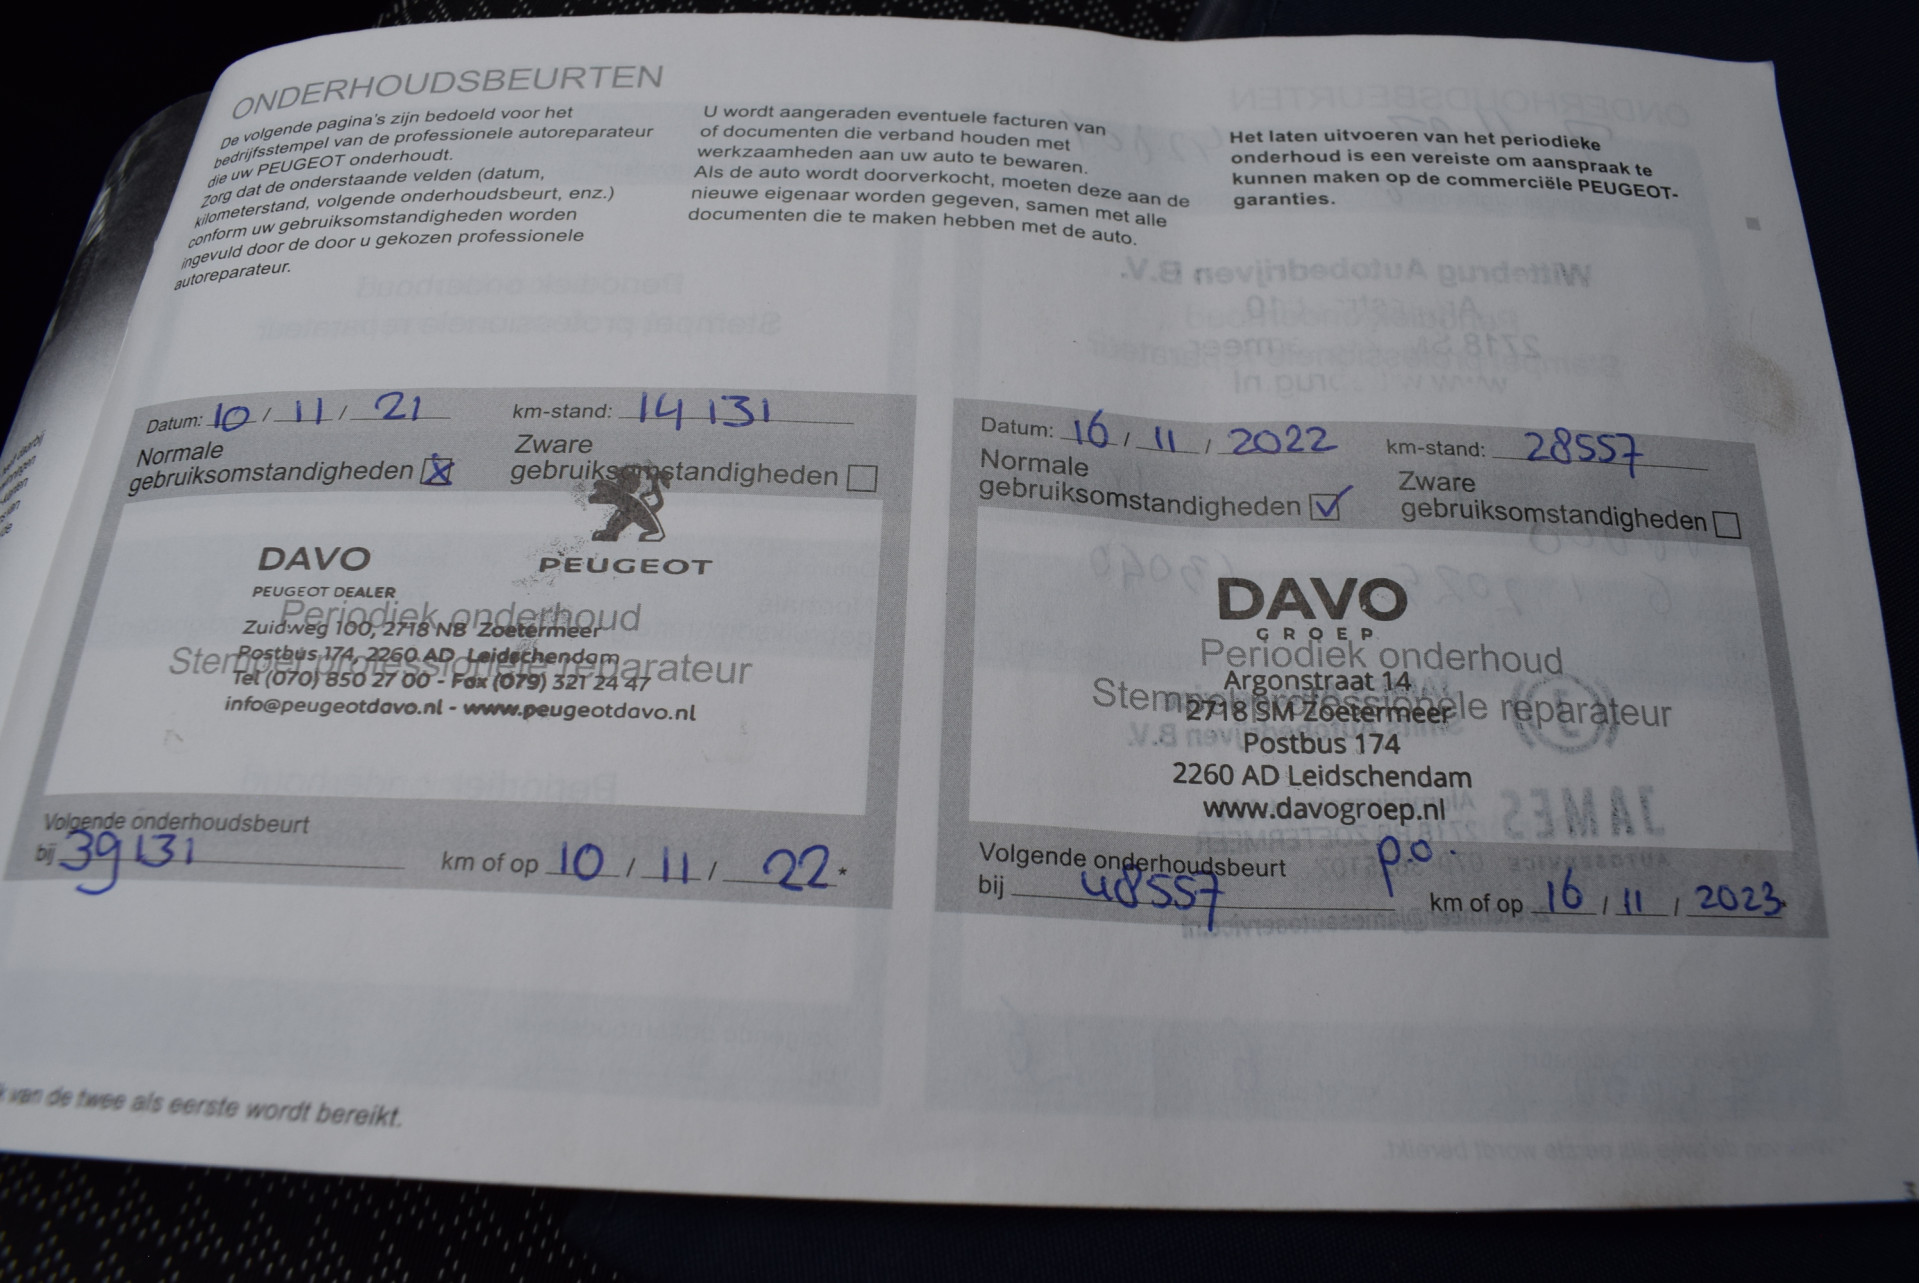 ONDERHOUDSBEURTEN
De volgende pagina's zijn bedoeld voor het
bedrijfsstempel van de professionele autoreparateur
die uw PEUGEOT onderhoudt.
Zorg dat de onderstaande velden (datum,
kilometerstand, volgende onderhoudsbeurt, enz.)
conform uw gebruiksomstandigheden worden
ingevuld door de door u gekozen professionele
autoreparateur.
U wordt aangeraden eventuele facturen van
of documenten die verband houden met
werkzaamheden aan uw auto te bewaren.
Als de auto wordt doorverkocht, moeten deze aan de
nieuwe eigenaar worden gegeven, samen met alle
documenten die te maken hebben met de auto.
Het laten uitvoeren van het periodieke
onderhoud is een vereiste om aanspraak te
kunnen maken op de commerciële PEUGEOT-
garanties.
Datum: 10 / 11 / 21 km-stand: 14131
Normale
gebruiksomstandigheden
Zware
gebruiksomstandigheden
DAVO
PEUGEOT DEALER
PEUGEOT
Periodiek onderhoud
Zuidweg 100, 2718 NB Zoetermeer
Postbus 174, 2260 AD Leidschendam
Stempel professionele reparateur
Tel (070) 850 27 00 - Fax (079) 321 24 47
info@peugeotdavo.nl - www.peugeotdavo.nl
Volgende onderhoudsbeurt
bij 39131 km of op 10 / 11 / 22 *
Datum: 16 / 11 / 2022 km-stand: 28557
Normale
gebruiksomstandigheden
Zware
gebruiksomstandigheden
DAVO
GROEP
Periodiek onderhoud
Argonstraat 14
Stempel professionele reparateur
2718 SM Zoetermeer
Postbus 174
2260 AD Leidschendam
www.davogroep.nl
Volgende onderhoudsbeurt p.o.
bij 48557 km of op 16 / 11 / 2023
van de twee als eerste wordt bereikt.